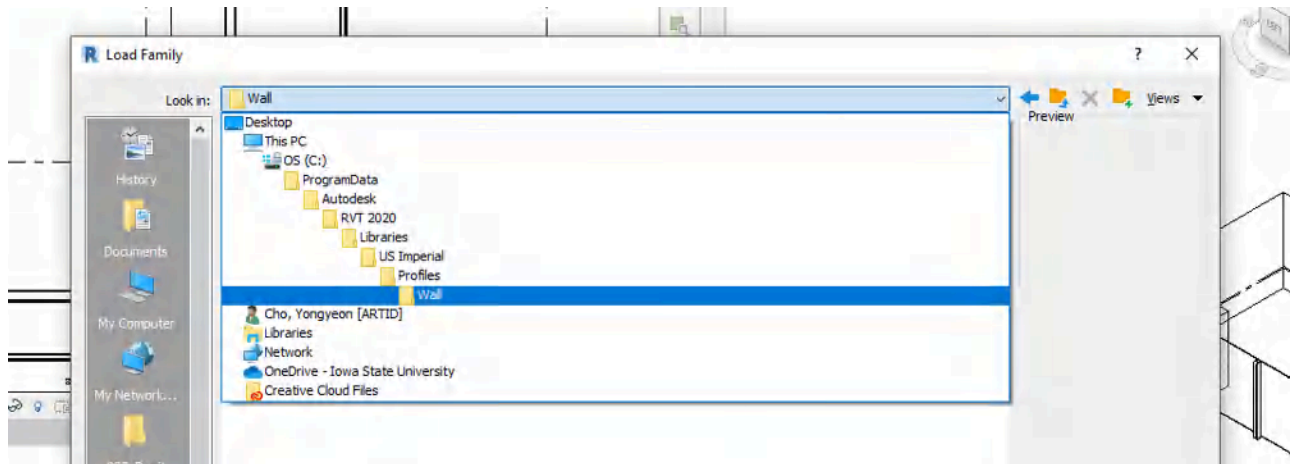 Load Family
?
Look in:
Wall
Views
Preview
Desktop
This PC
OS (C:)
ProgramData
Autodesk
RVT 2020
Libraries
US Imperial
Profiles
Wall
Cho, Yongyeon [ARTID]
Libraries
Network
OneDrive - Iowa State University
Creative Cloud Files
History
Documents
My Computer
My Network...